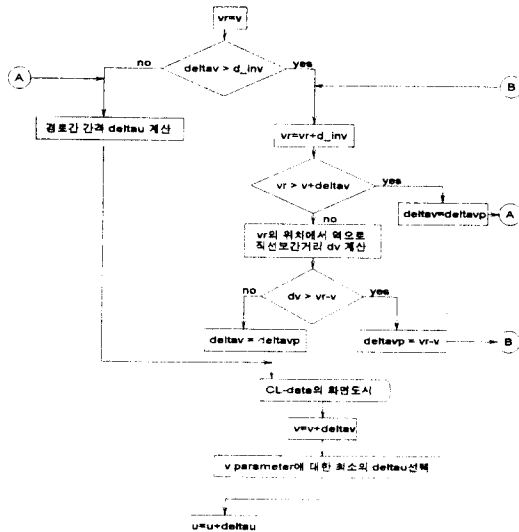 vr=v
no
deltav > d_inv
yes
A
B
경로간 간격 deltau 계산
vr=vr+d_inv
vr > v+deltav
yes
deltav=deltavp
A
no
vr의 위치에서 역으로
직선보간거리 dv 계산
no
dv > vr-v
yes
deltav = deltavp
deltavp = vr-v
B
CL-data의 화면도시
v=v+deltav
v parameter에 대한 최소의 deltau선택
u=u+deltau